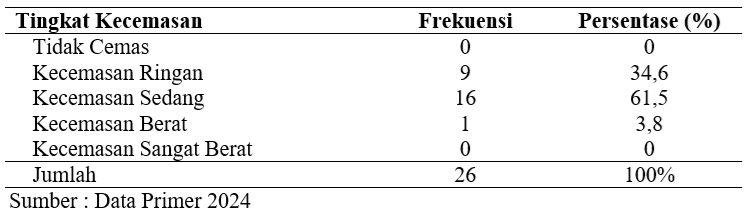 Tingkat Kecemasan Frekuensi Persentase (%)
Tidak Cemas 0 0
Kecemasan Ringan 9 34,6
Kecemasan Sedang 16 61,5
Kecemasan Berat 1 3,8
Kecemasan Sangat Berat 0 0
Jumlah 26 100%
Sumber : Data Primer 2024